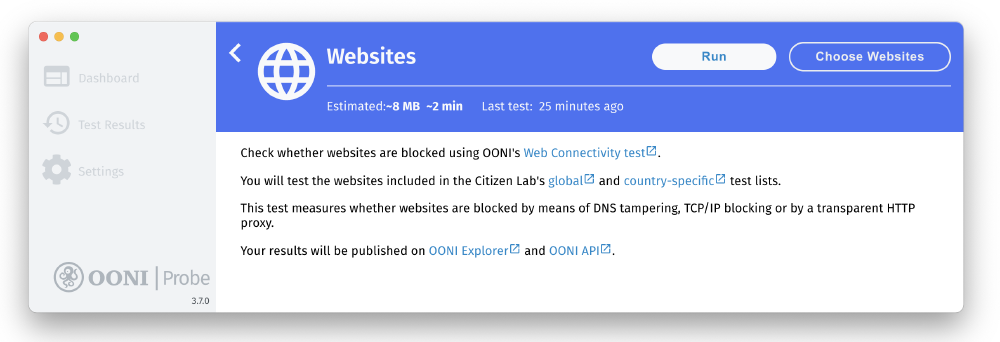 Websites
Run
Choose Websites
Dashboard
Estimated:~8 MB ~2 min Last test: 25 minutes ago
Test Results
Settings
Check whether websites are blocked using OONI's Web Connectivity test.
You will test the websites included in the Citizen Lab's global and country-specific test lists.
This test measures whether websites are blocked by means of DNS tampering, TCP/IP blocking or by a transparent HTTP
proxy.
Your results will be published on OONI Explorer and OONI API.
OONI | Probe
3.7.0